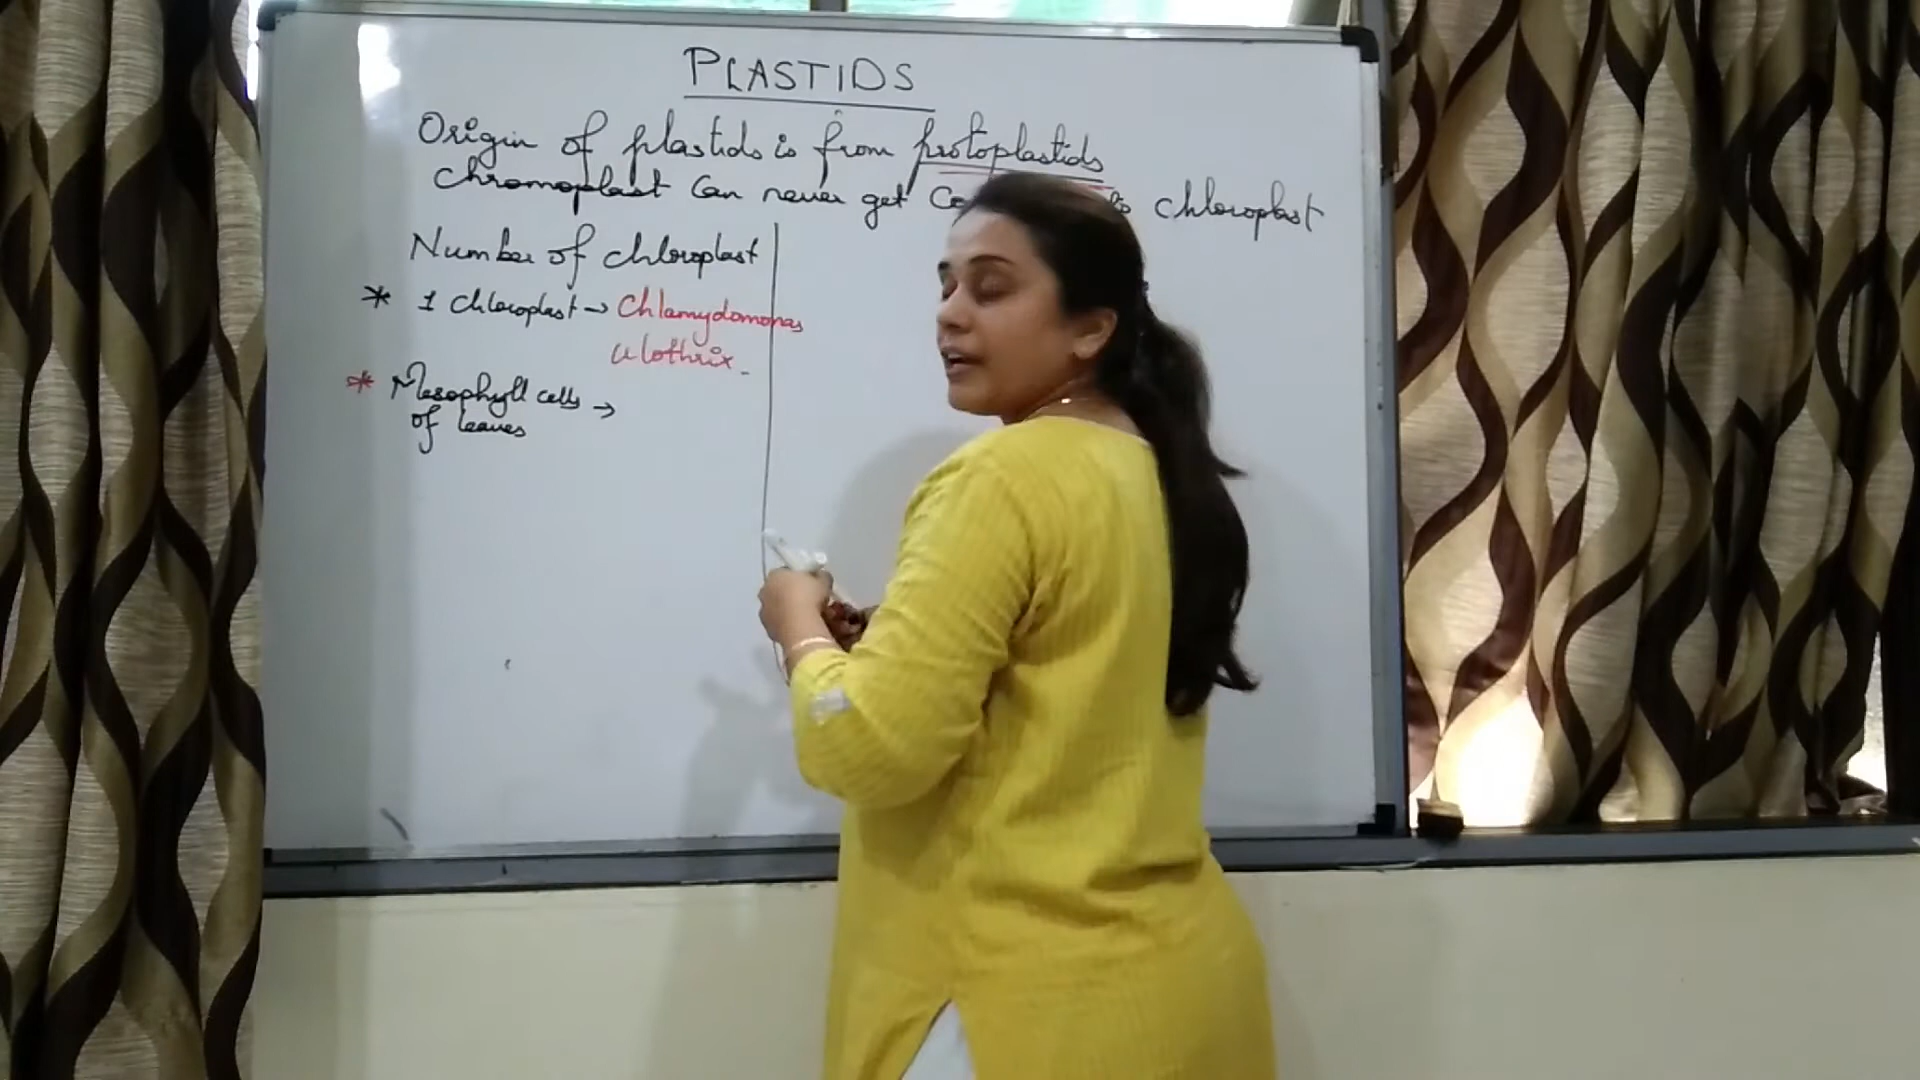 PLASTIDS
Origin of plastids is from protoplastids
Chromoplast Can never get chloroplast
Number of chloroplast
* 1 Chloroplast → Chlamydomonas
Ulothrix.
* Mesophyll cells →
of leaves